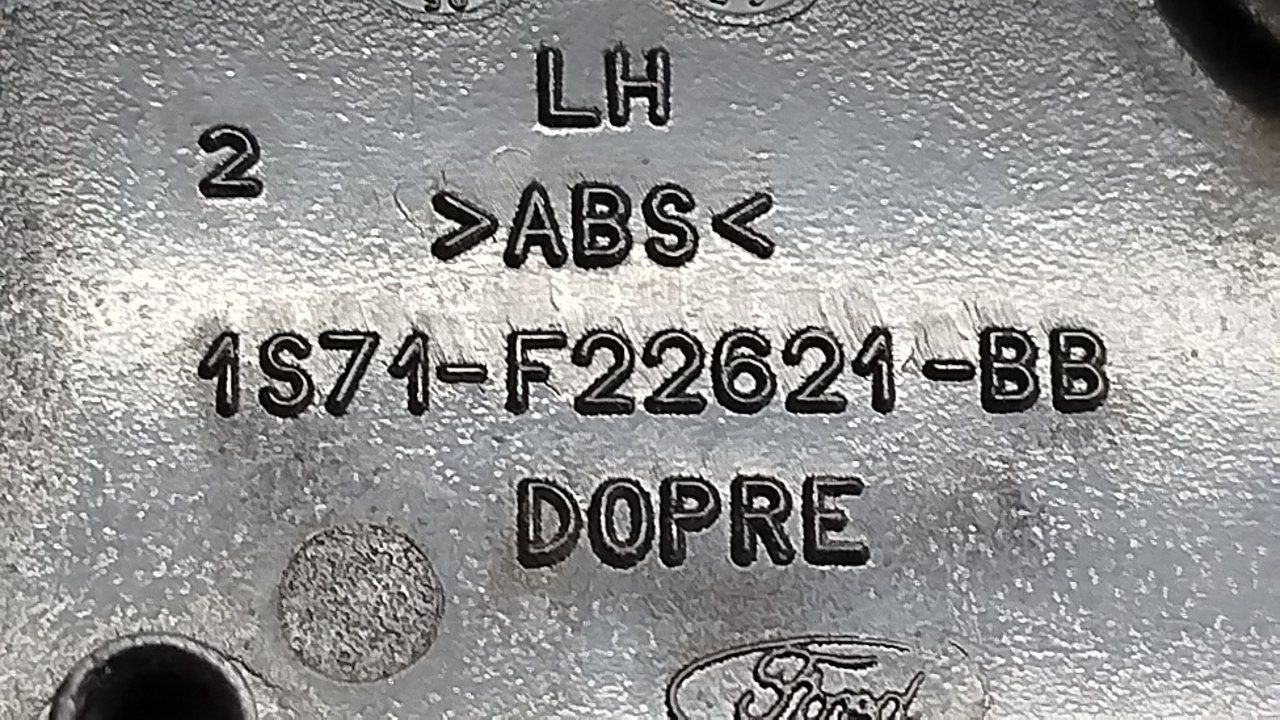 LH
2
>ABS<
1S71-F22621-BB
DOPRE
Ford